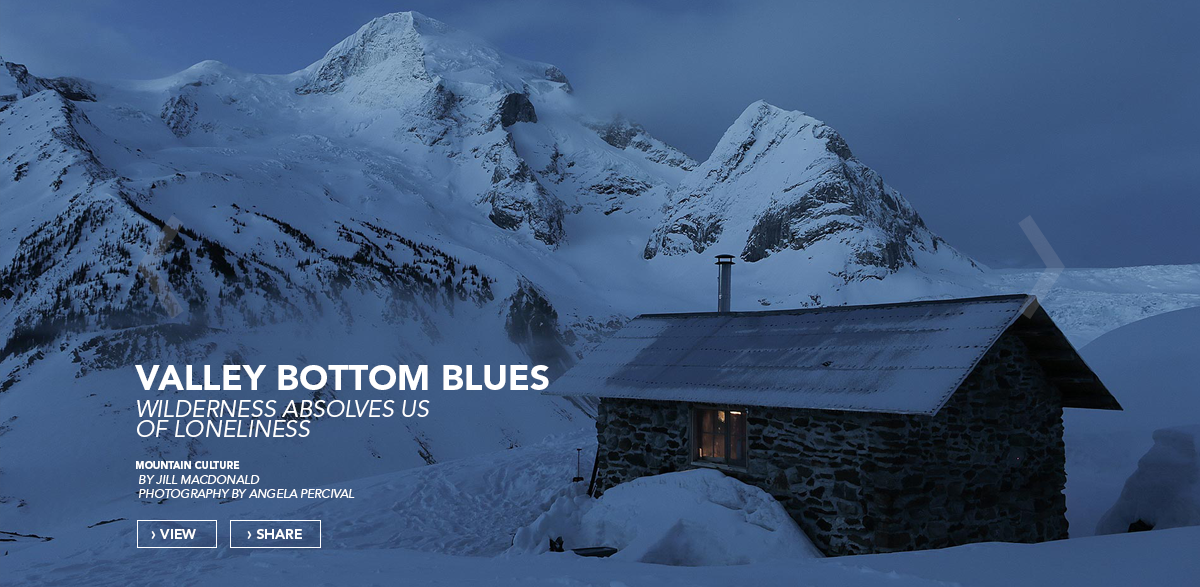 VALLEY BOTTOM BLUES
WILDERNESS ABSOLVES US
OF LONELINESS
MOUNTAIN CULTURE
BY JILL MACDONALD
PHOTOGRAPHY BY ANGELA PERCIVAL
› VIEW
› SHARE